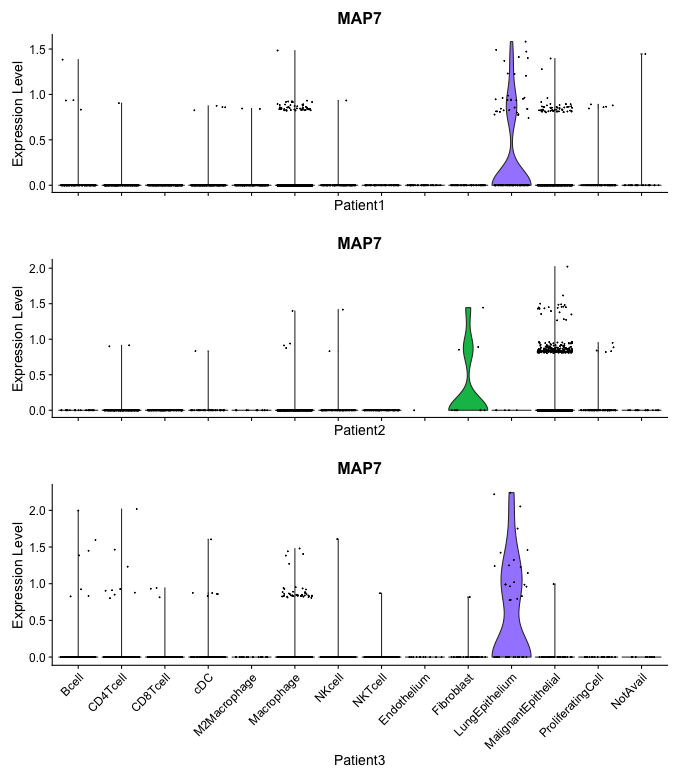 MAP7
Expression Level
1.5
1.0
0.5
0.0
Patient1
MAP7
Expression Level
2.0
1.5
1.0
0.5
0.0
Patient2
MAP7
Expression Level
2.0
1.5
1.0
0.5
0.0
Bcell
CD4Tcell
CD8Tcell
cDC
M2Macrophage
Macrophage
NKcell
NKTcell
Endothelium
Fibroblast
LungEpithelium
MalignantEpithelial
ProliferatingCell
NotAvail
Patient3